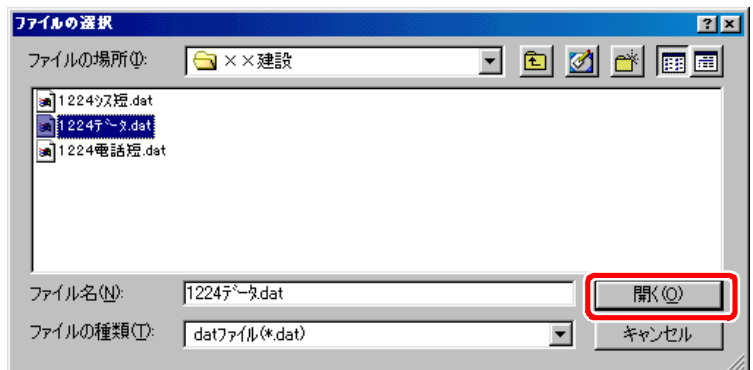 ファイルの選択
ファイルの場所(I):
××建設
1224ｼｽ短.dat
1224ﾃﾞｰﾀ.dat
1224電話短.dat
ファイル名(N):
1224ﾃﾞｰﾀ.dat
開く(O)
ファイルの種類(T):
datファイル(*.dat)
キャンセル